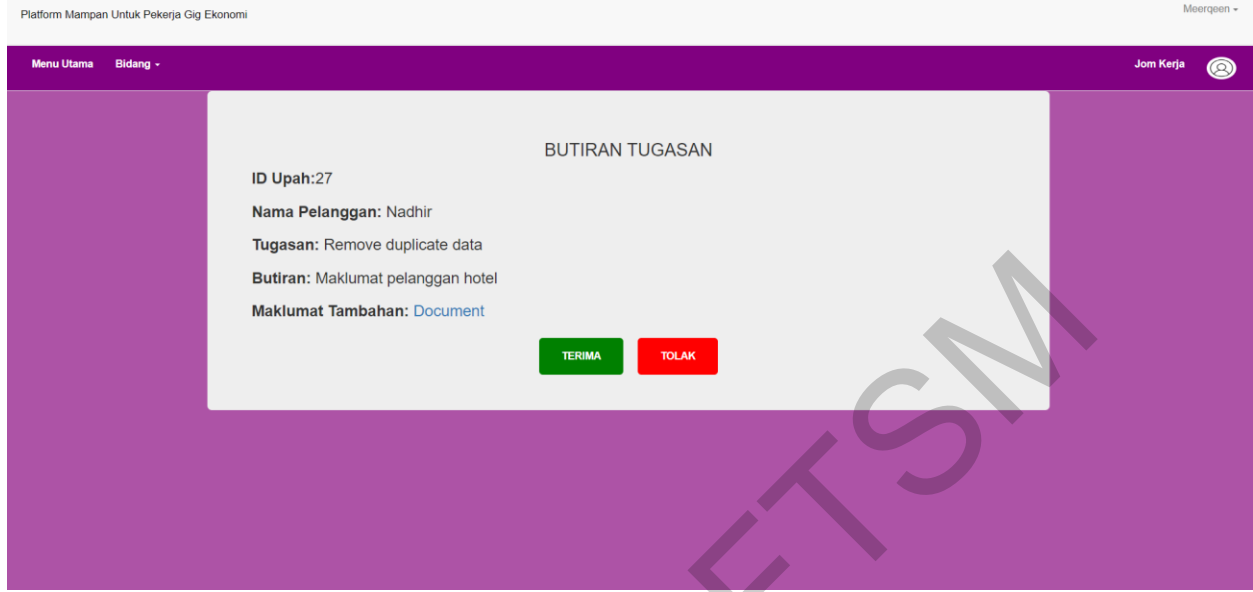 Platform Mampan Untuk Pekerja Gig Ekonomi
Meerqeen
Menu Utama Bidang Jom Kerja
BUTIRAN TUGASAN
ID Upah:27
Nama Pelanggan: Nadhir
Tugasan: Remove duplicate data
Butiran: Maklumat pelanggan hotel
Maklumat Tambahan: Document
TERIMA TOLAK
FTSM